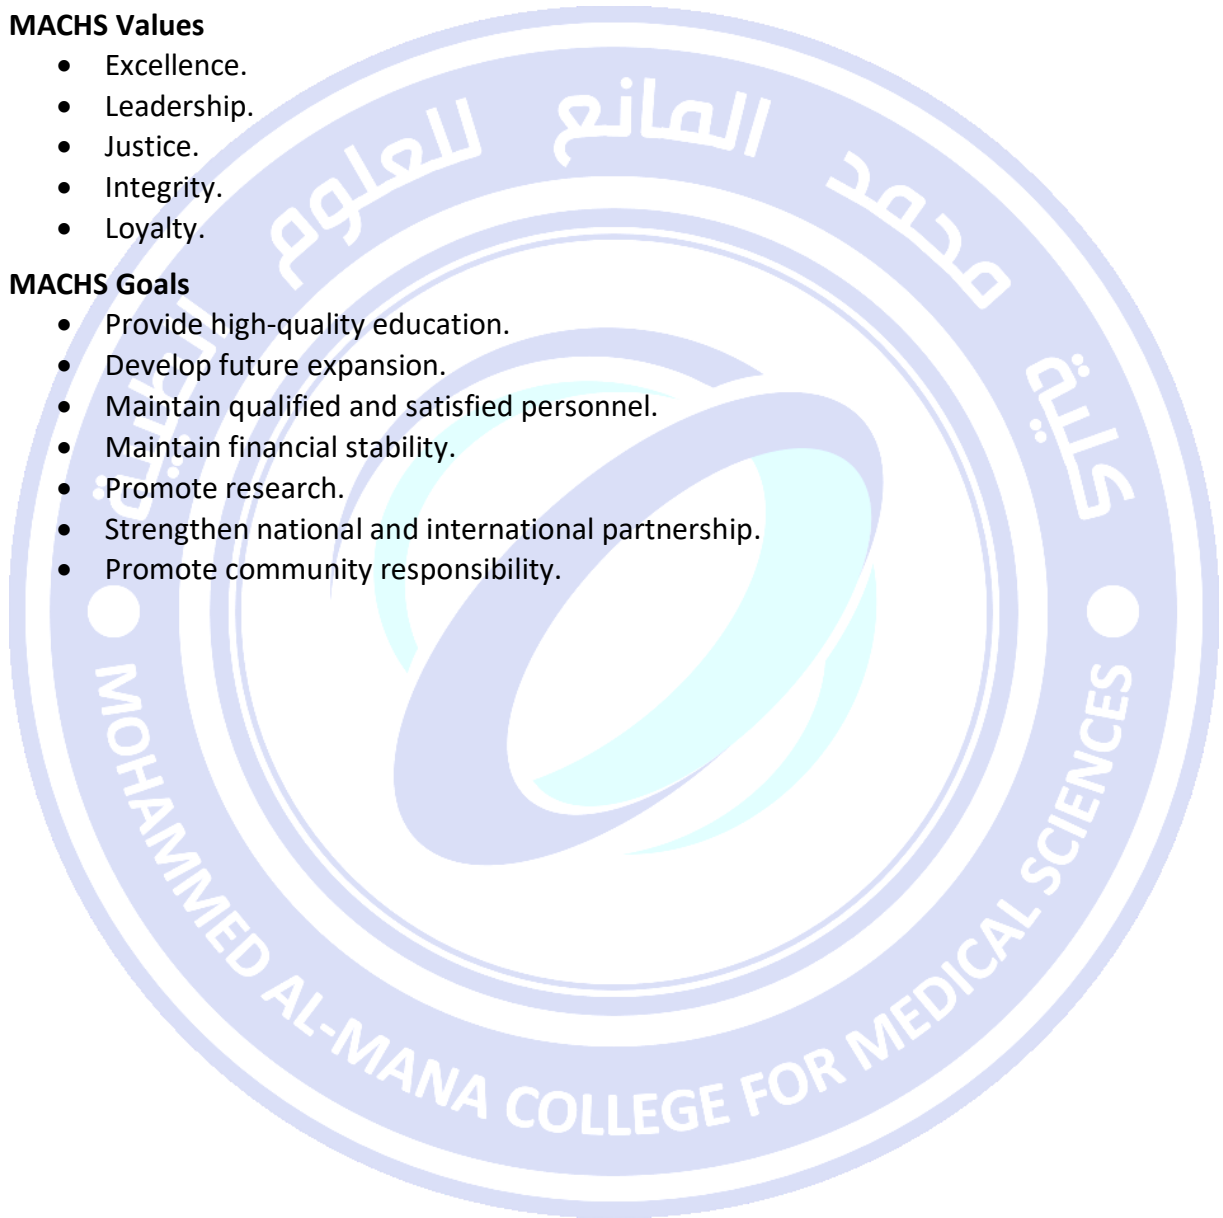 MACHS Values
• Excellence.
• Leadership.
• Justice.
• Integrity.
• Loyalty.
MACHS Goals
• Provide high-quality education.
• Develop future expansion.
• Maintain qualified and satisfied personnel.
• Maintain financial stability.
• Promote research.
• Strengthen national and international partnership.
• Promote community responsibility.
كلية محمد المانع للعلوم الطبية
MOHAMMED AL-MANA COLLEGE FOR MEDICAL SCIENCES